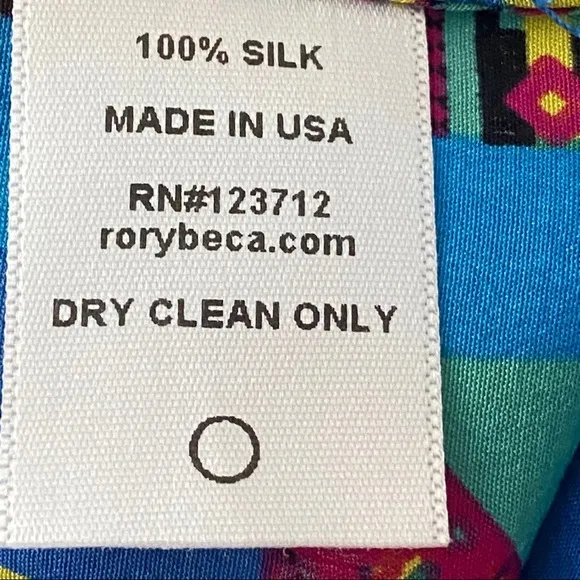 100% SILK
MADE IN USA
RN#123712
rorybeca.com
DRY CLEAN ONLY